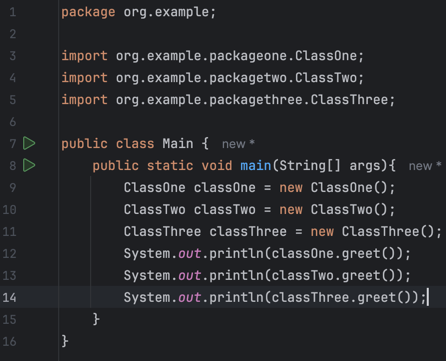 1 package org.example;
2
3 import org.example.packageone.ClassOne;
4 import org.example.packagetwo.ClassTwo;
5 import org.example.packagethree.ClassThree;
6
7 public class Main { new *
8 public static void main(String[] args){ new *
9 ClassOne classOne = new ClassOne();
10 ClassTwo classTwo = new ClassTwo();
11 ClassThree classThree = new ClassThree();
12 System.out.println(classOne.greet());
13 System.out.println(classTwo.greet());
14 System.out.println(classThree.greet());
15 }
16 }